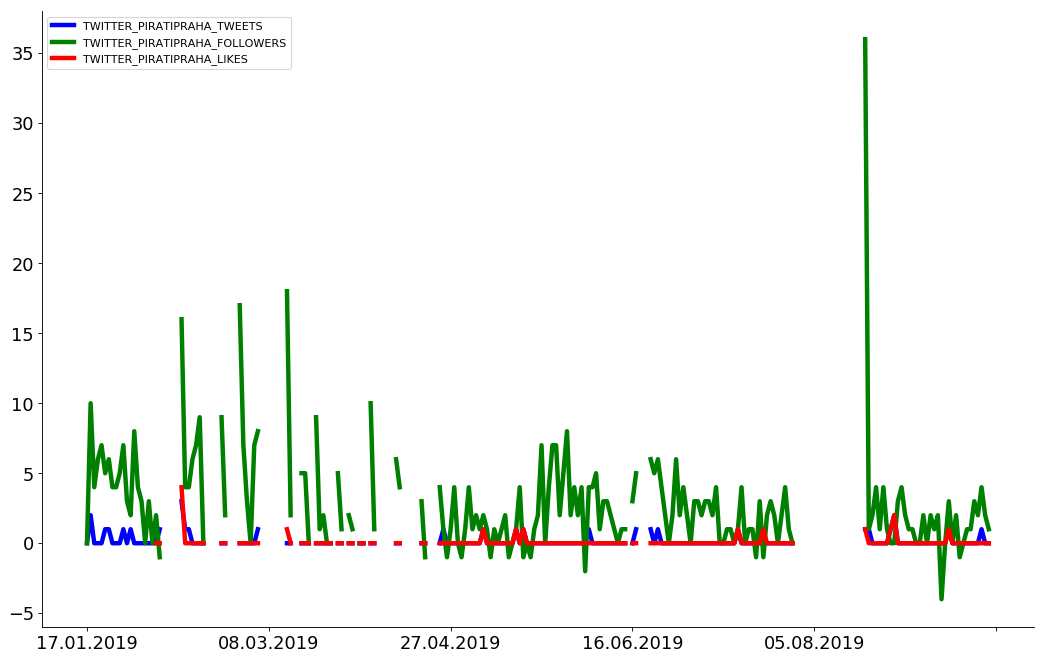 TWITTER_PIRATIPRAHA_TWEETS
TWITTER_PIRATIPRAHA_FOLLOWERS
TWITTER_PIRATIPRAHA_LIKES
35
30
25
20
15
10
5
0
−5
17.01.2019 08.03.2019 27.04.2019 16.06.2019 05.08.2019